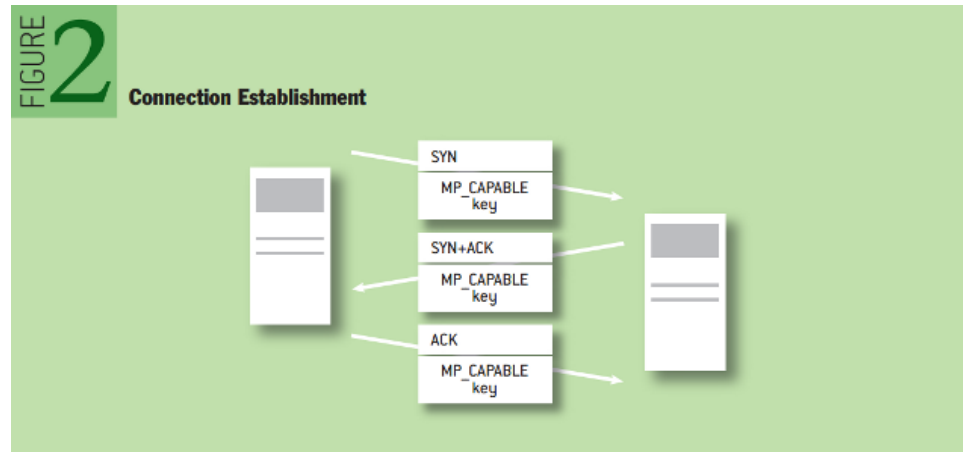 FIGURE
2
Connection Establishment
SYN
MP_CAPABLE
key
SYN+ACK
MP_CAPABLE
key
ACK
MP_CAPABLE
key